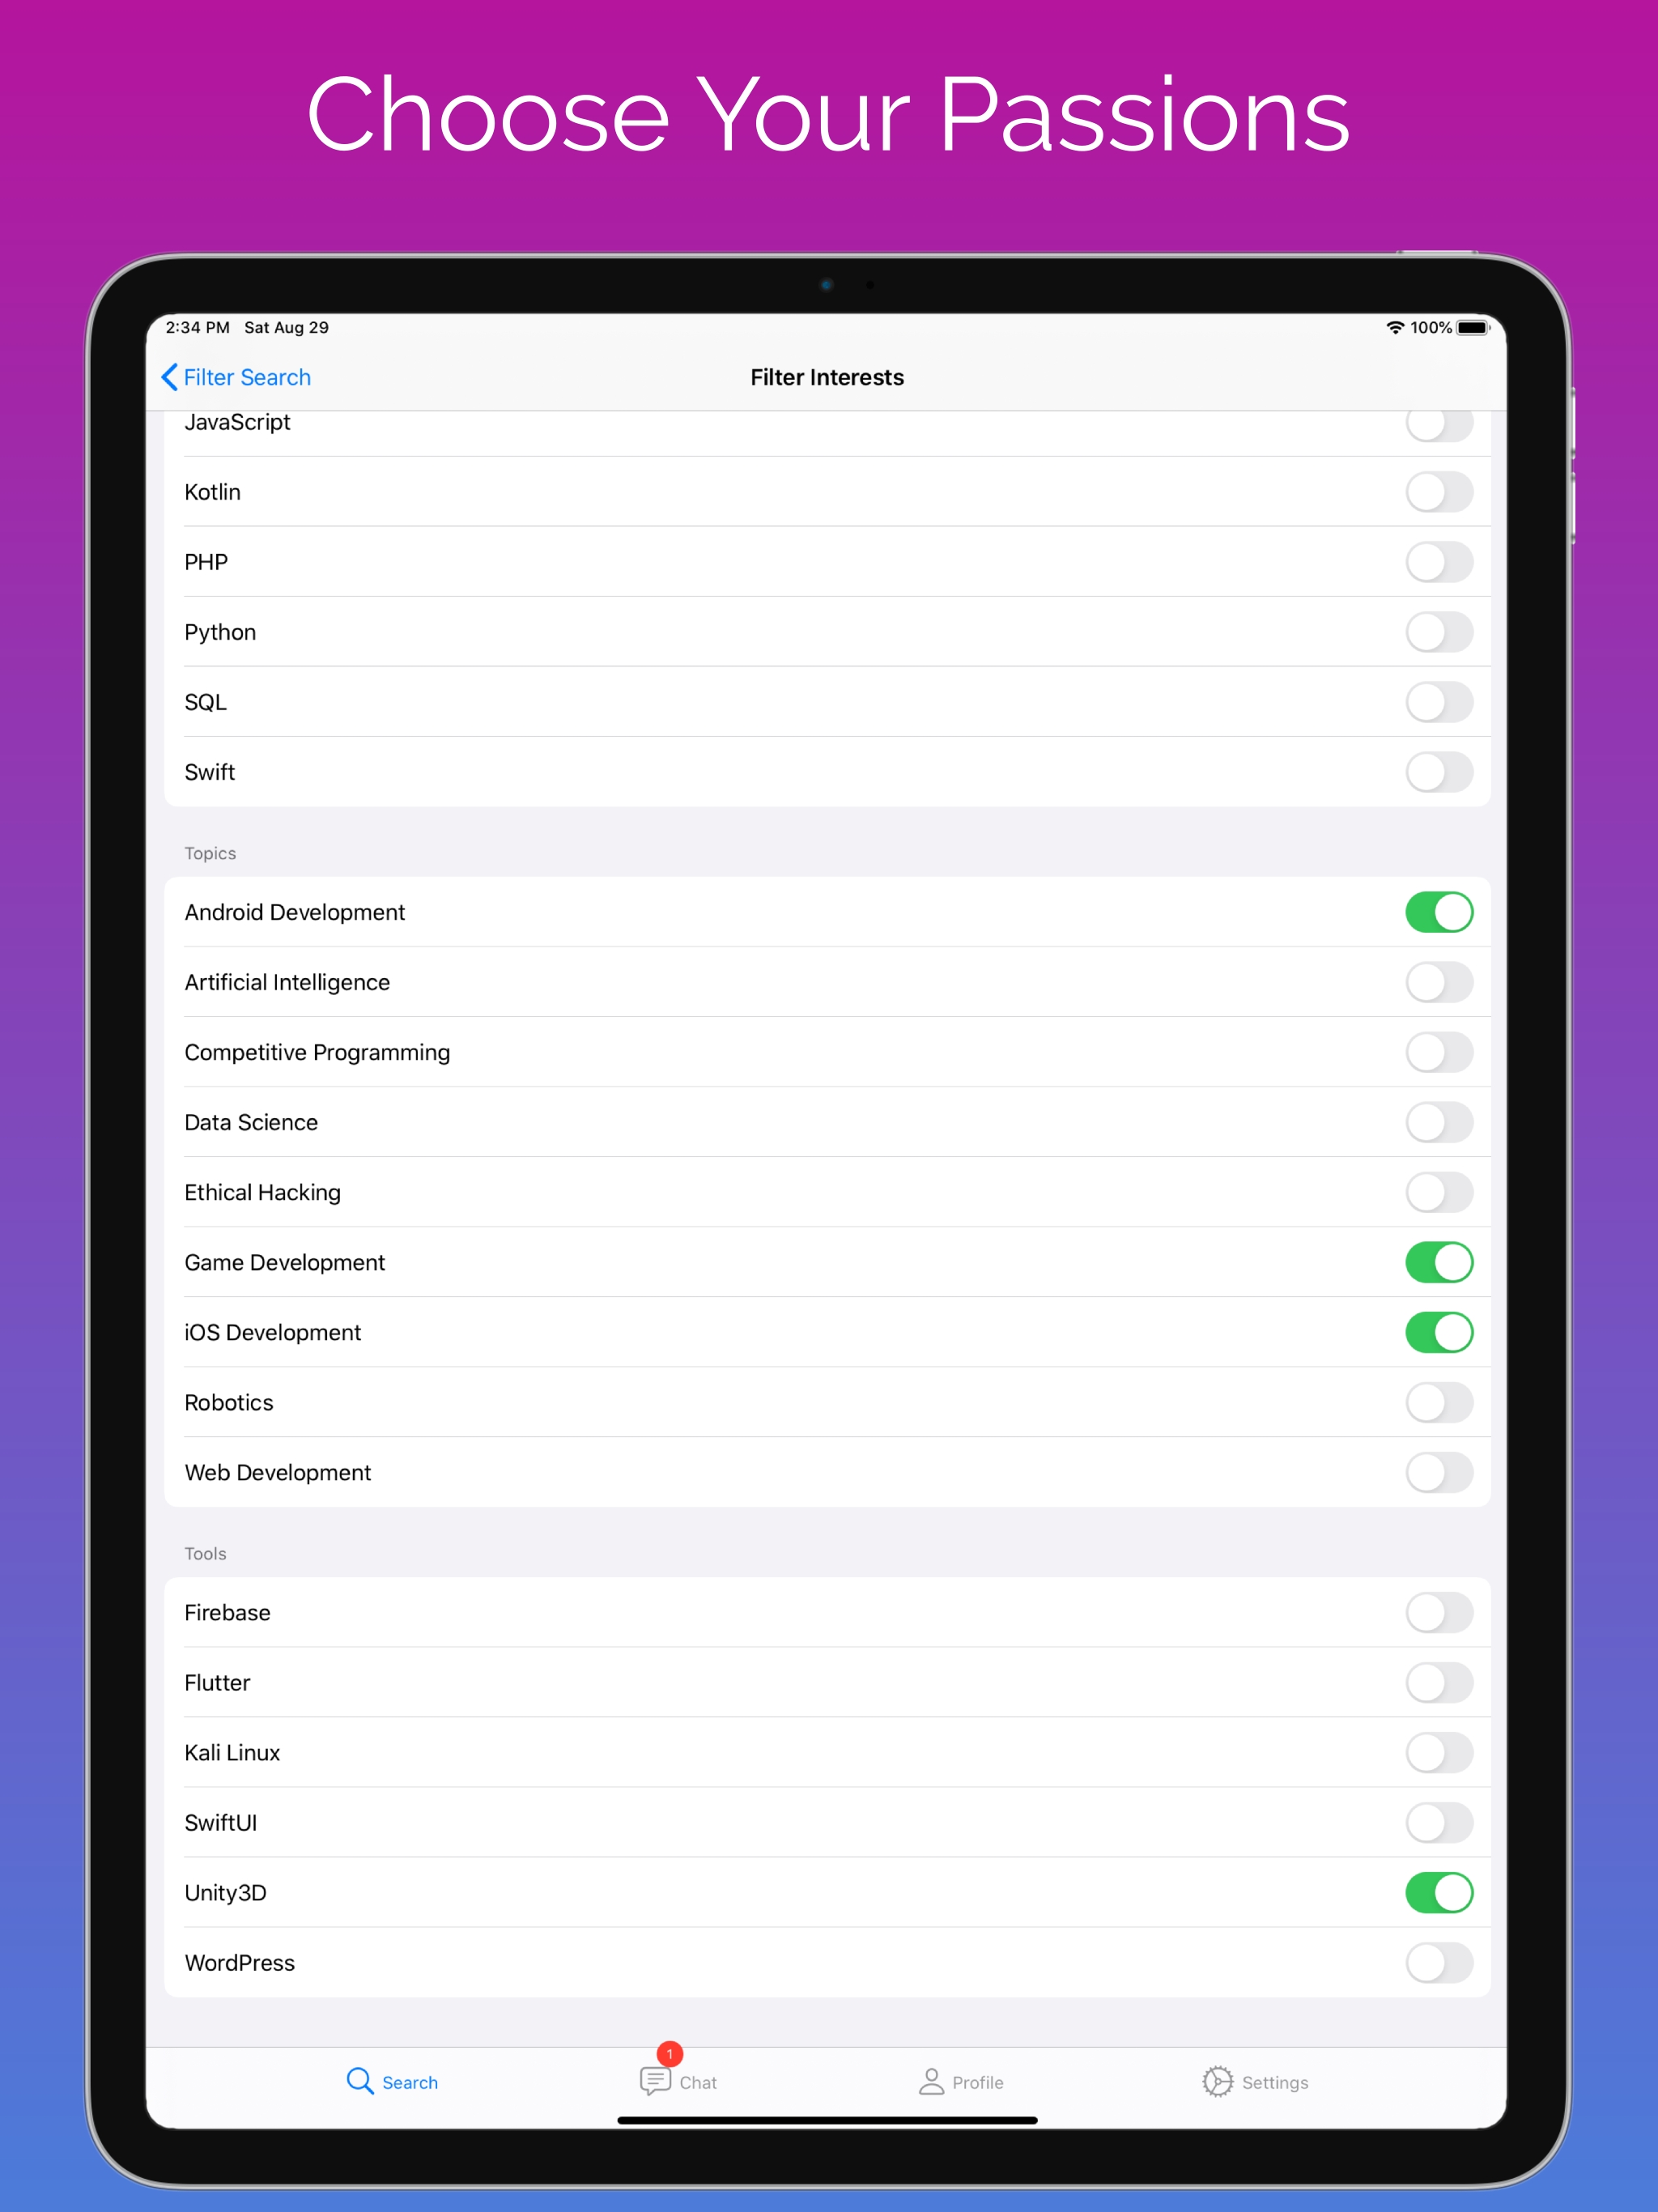 Choose Your Passions
2:34 PM Sat Aug 29
100%
Filter Search
Filter Interests
JavaScript
Kotlin
PHP
Python
SQL
Swift
Topics
Android Development
Artificial Intelligence
Competitive Programming
Data Science
Ethical Hacking
Game Development
iOS Development
Robotics
Web Development
Tools
Firebase
Flutter
Kali Linux
SwiftUI
Unity3D
WordPress
1
Search
Chat
Profile
Settings